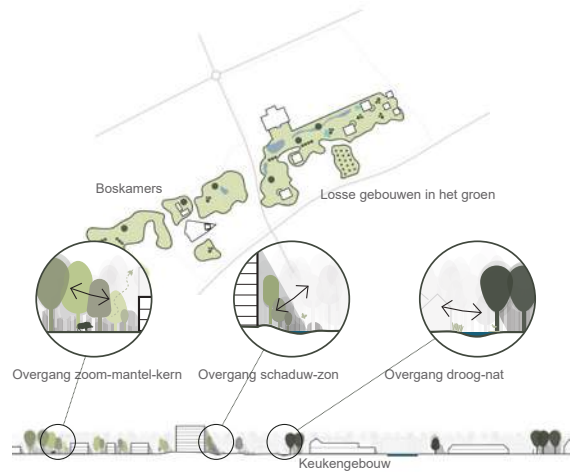 Boskamers
Losse gebouwen in het groen
Overgang zoom-mantel-kern
Overgang schaduw-zon
Overgang droog-nat
Keukengebouw